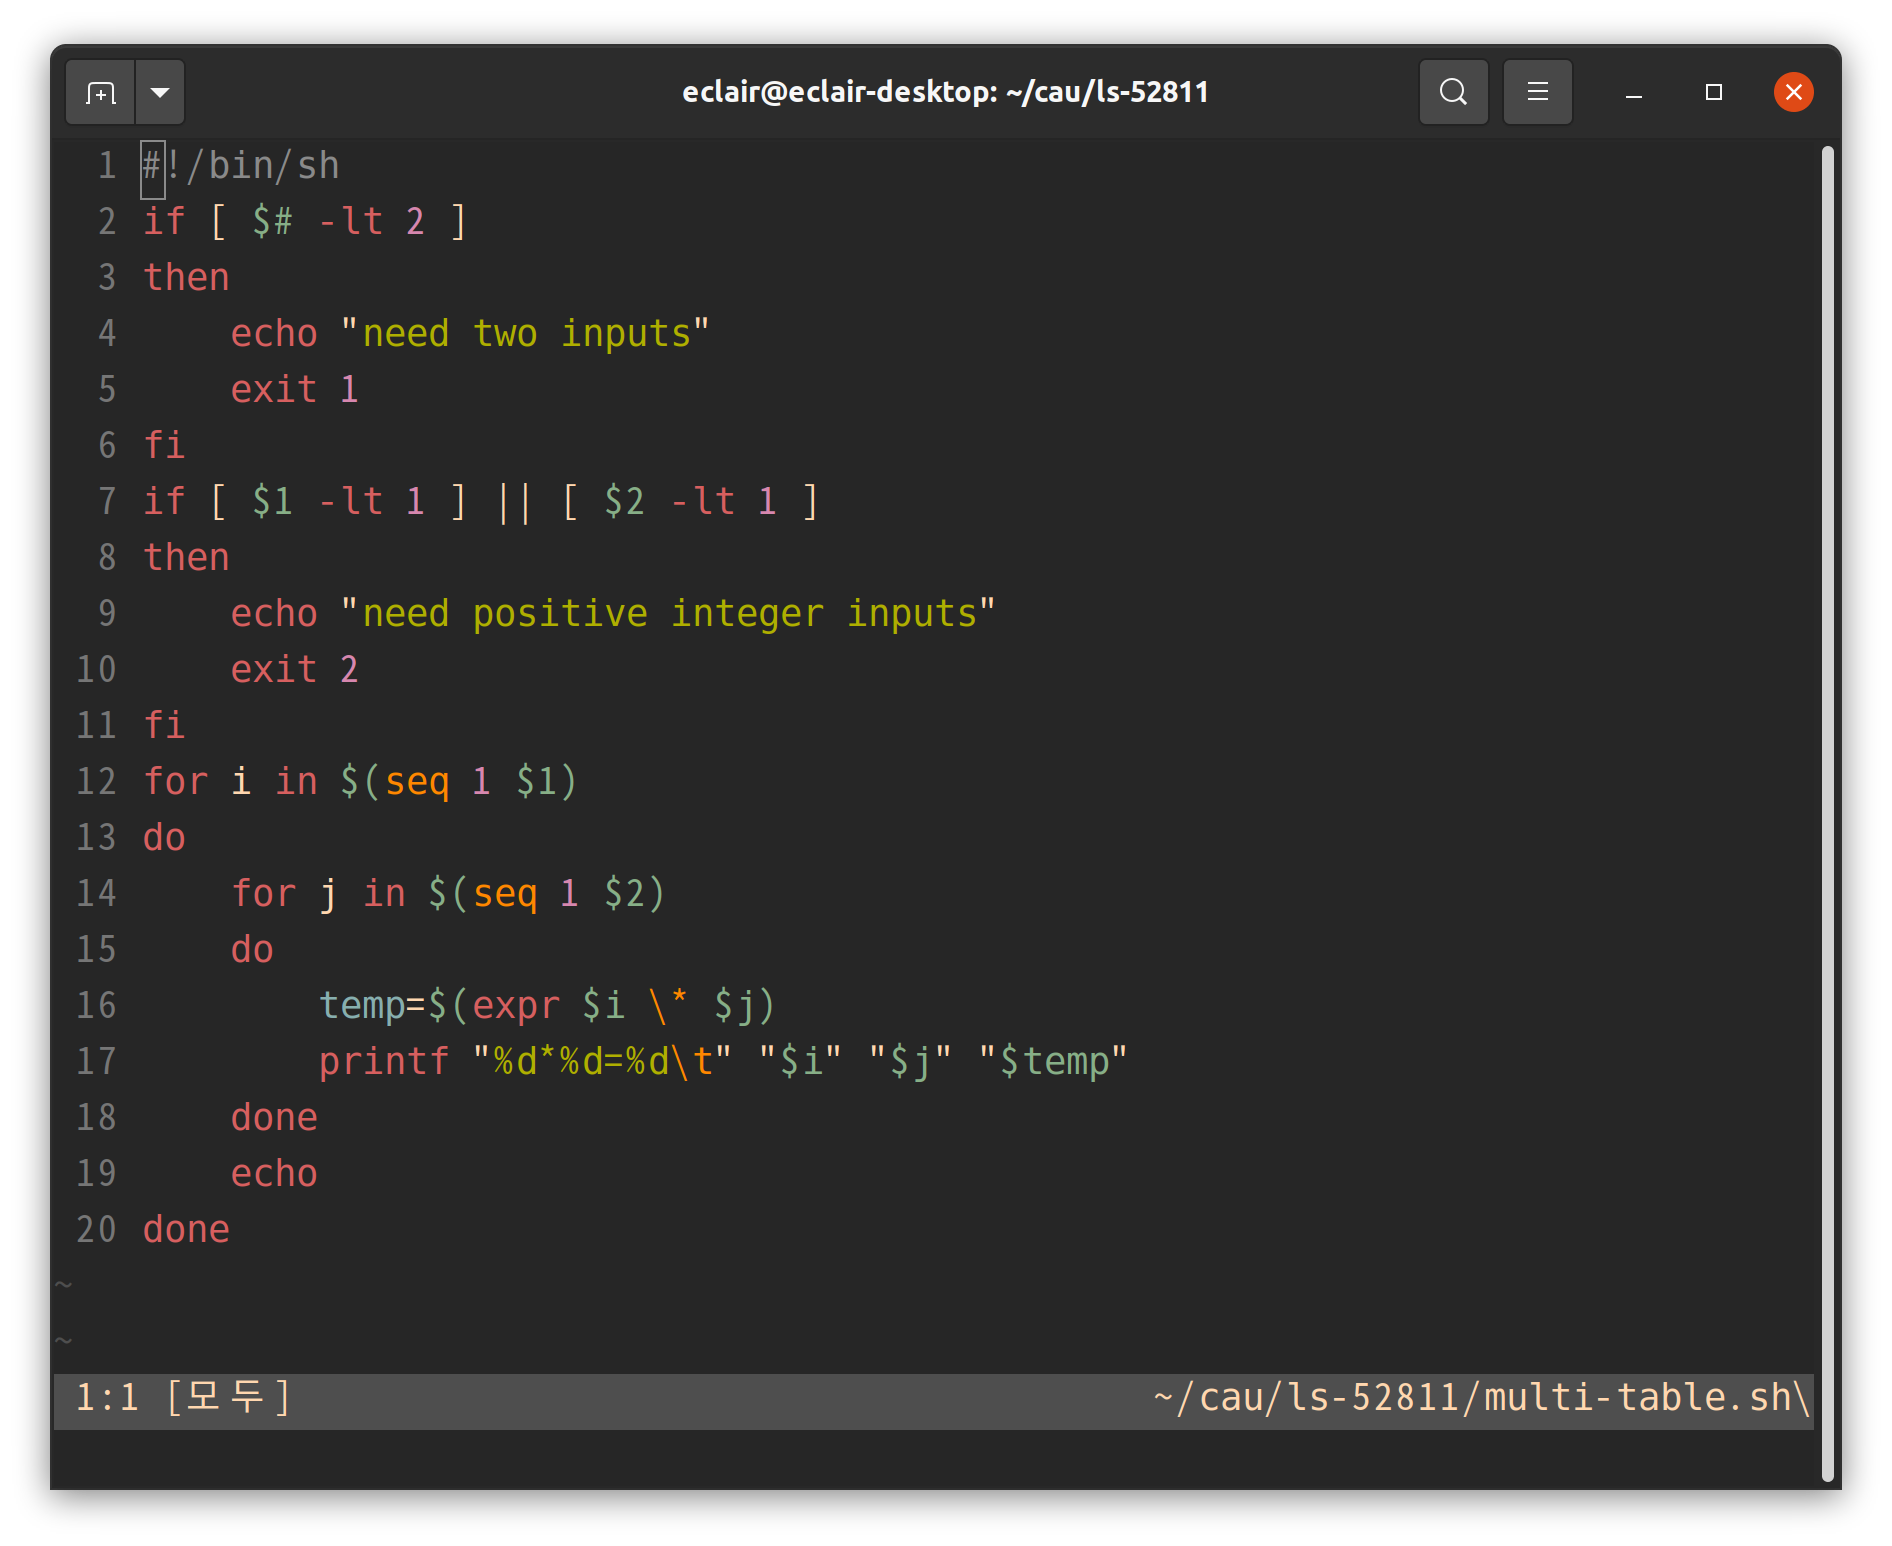 eclair@eclair-desktop: ~/cau/ls-52811
1 #!/bin/sh
2 if [ $# -lt 2 ]
3 then
4     echo "need two inputs"
5     exit 1
6 fi
7 if [ $1 -lt 1 ] || [ $2 -lt 1 ]
8 then
9     echo "need positive integer inputs"
10     exit 2
11 fi
12 for i in $(seq 1 $1)
13 do
14     for j in $(seq 1 $2)
15     do
16         temp=$(expr $i \* $j)
17         printf "%d*%d=%d\t" "$i" "$j" "$temp"
18     done
19     echo
20 done
~
~
1:1 [모두] ~/cau/ls-52811/multi-table.sh\